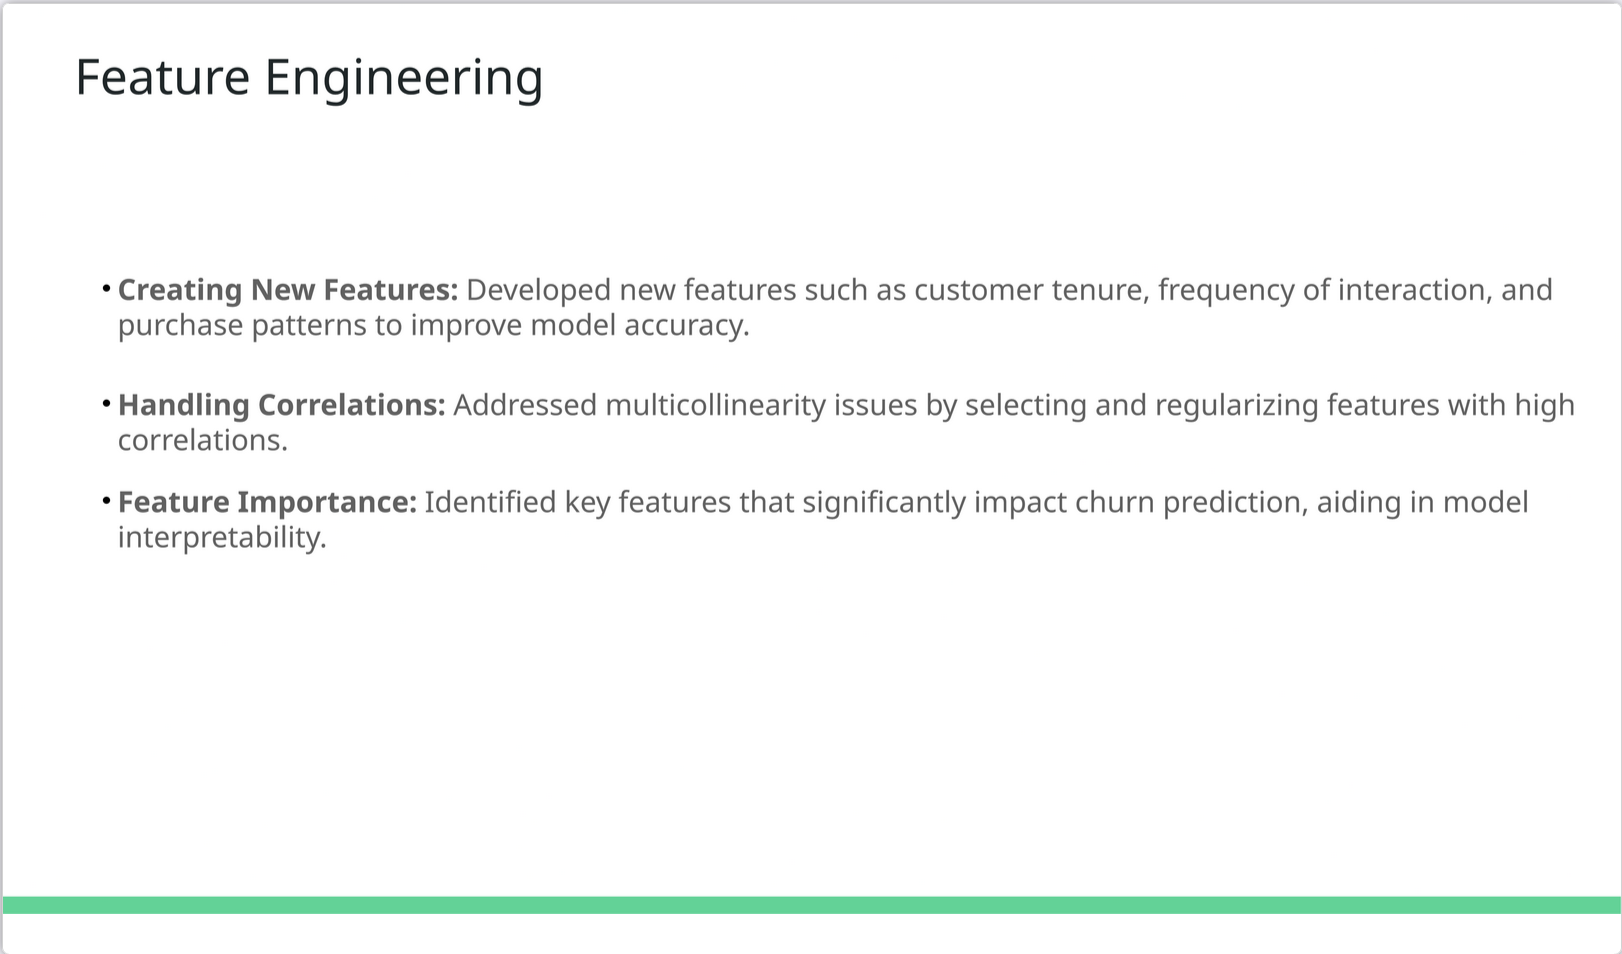 Feature Engineering
• Creating New Features: Developed new features such as customer tenure, frequency of interaction, and
purchase patterns to improve model accuracy.
• Handling Correlations: Addressed multicollinearity issues by selecting and regularizing features with high
correlations.
• Feature Importance: Identified key features that significantly impact churn prediction, aiding in model
interpretability.